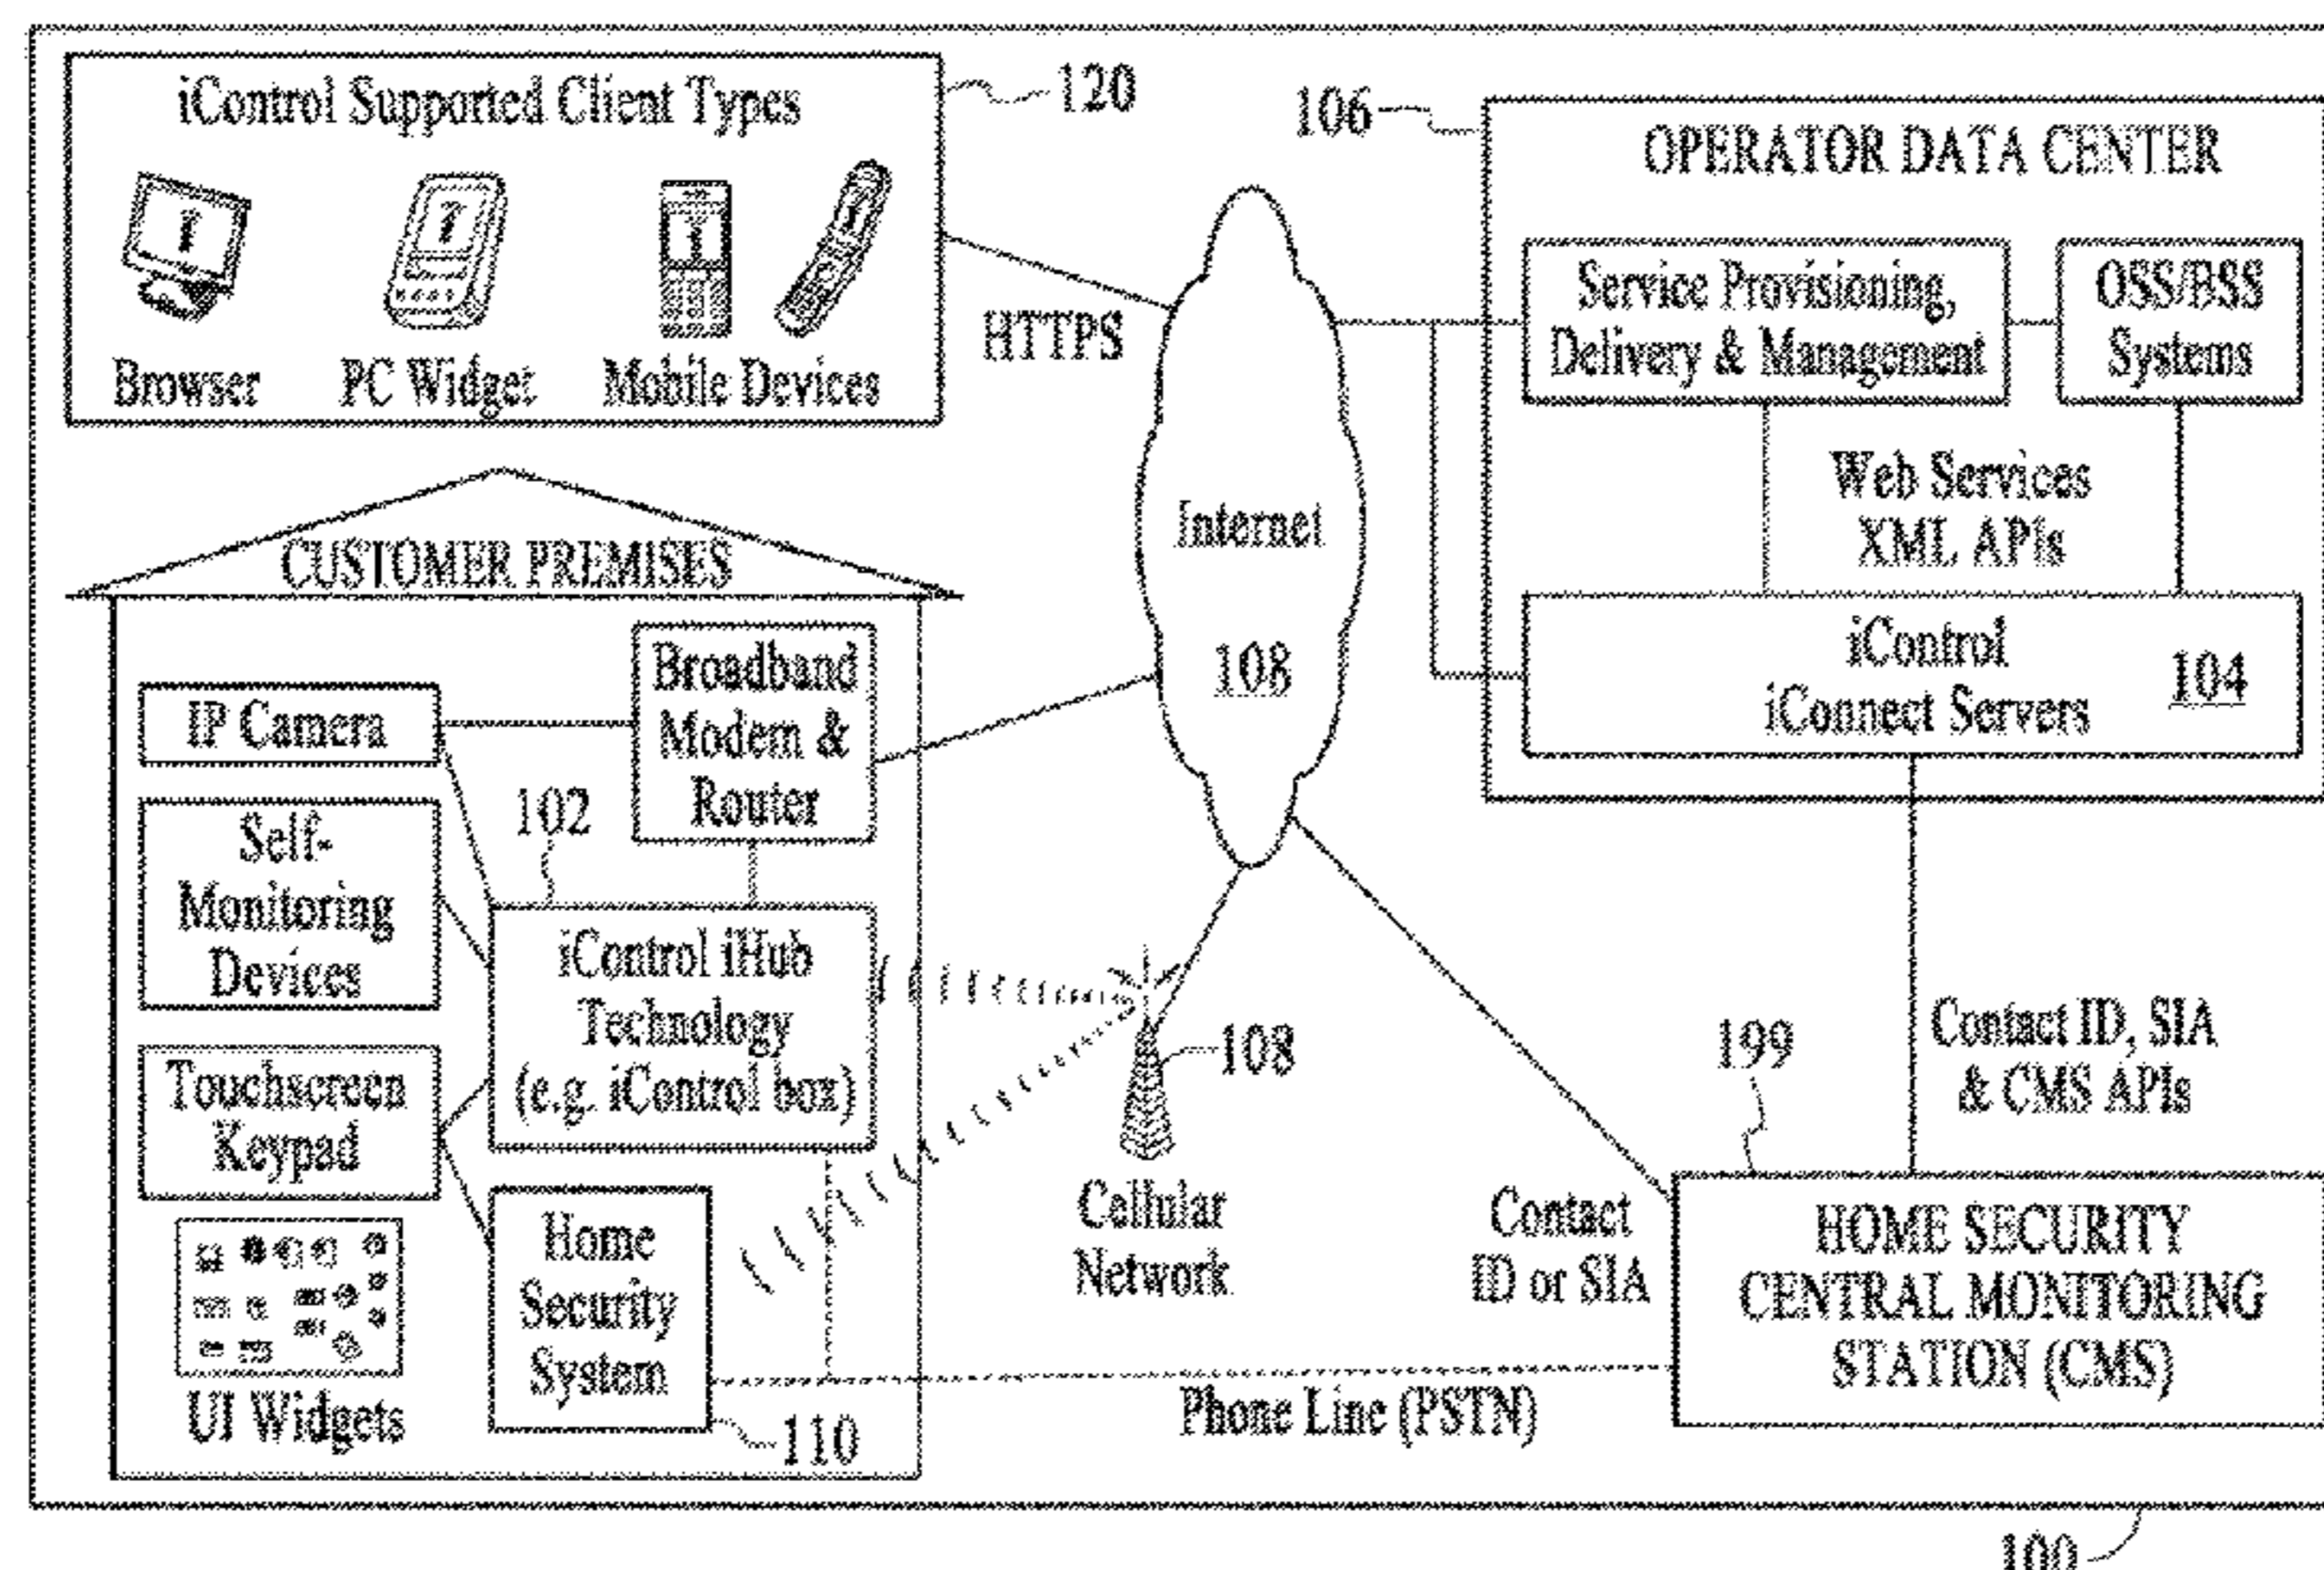 iControl Supported Client Types
120
Browser
PC Widget
Mobile Devices
HTTPS
106
OPERATOR DATA CENTER
Service Provisioning,
Delivery & Management
OSS/BSS
Systems
Web Services
XML APIs
iControl
iConnect Servers
104
Internet
108
CUSTOMER PREMISES
IP Camera
Broadband
Modem &
Router
102
Self-
Monitoring
Devices
iControl iHub
Technology
(e.g. iControl box)
Touchscreen
Keypad
UI Widgets
Home
Security
System
110
108
Cellular
Network
Contact
ID or SIA
Phone Line (PSTN)
199
Contact ID, SIA
& CMS APIs
HOME SECURITY
CENTRAL MONITORING
STATION (CMS)
100